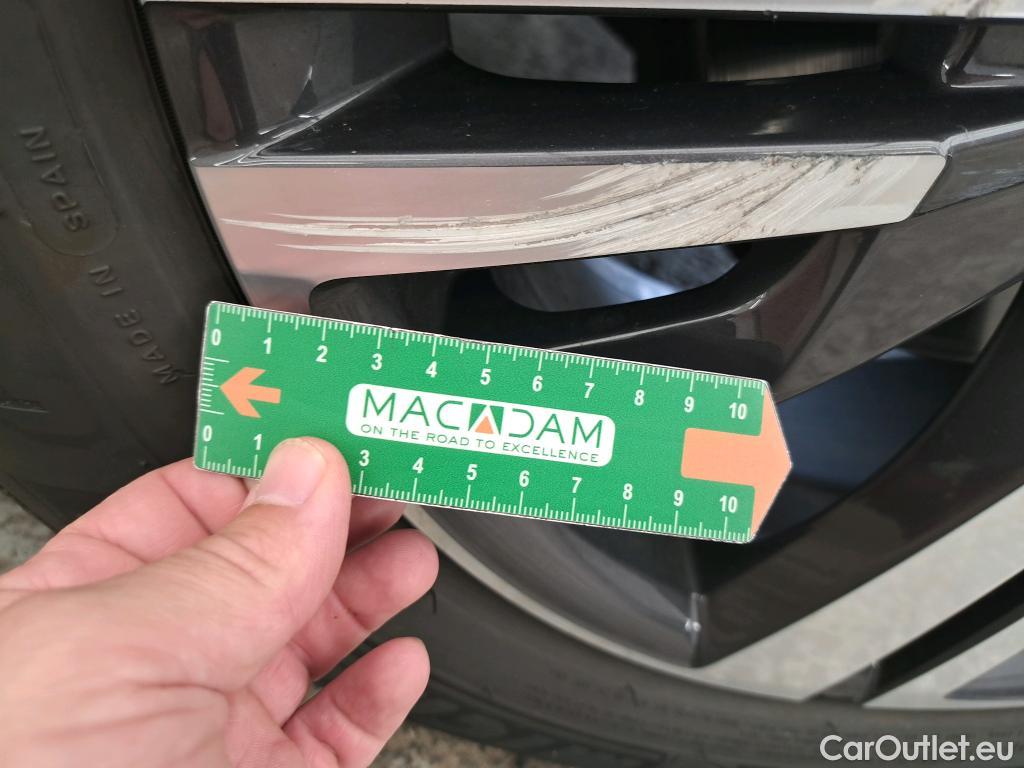 MADE IN SPAIN
0 1 2 3 4 5 6 7 8 9 10
MACADAM
ON THE ROAD TO EXCELLENCE
0 1 3 4 5 6 7 8 9 10
CarOutlet.eu